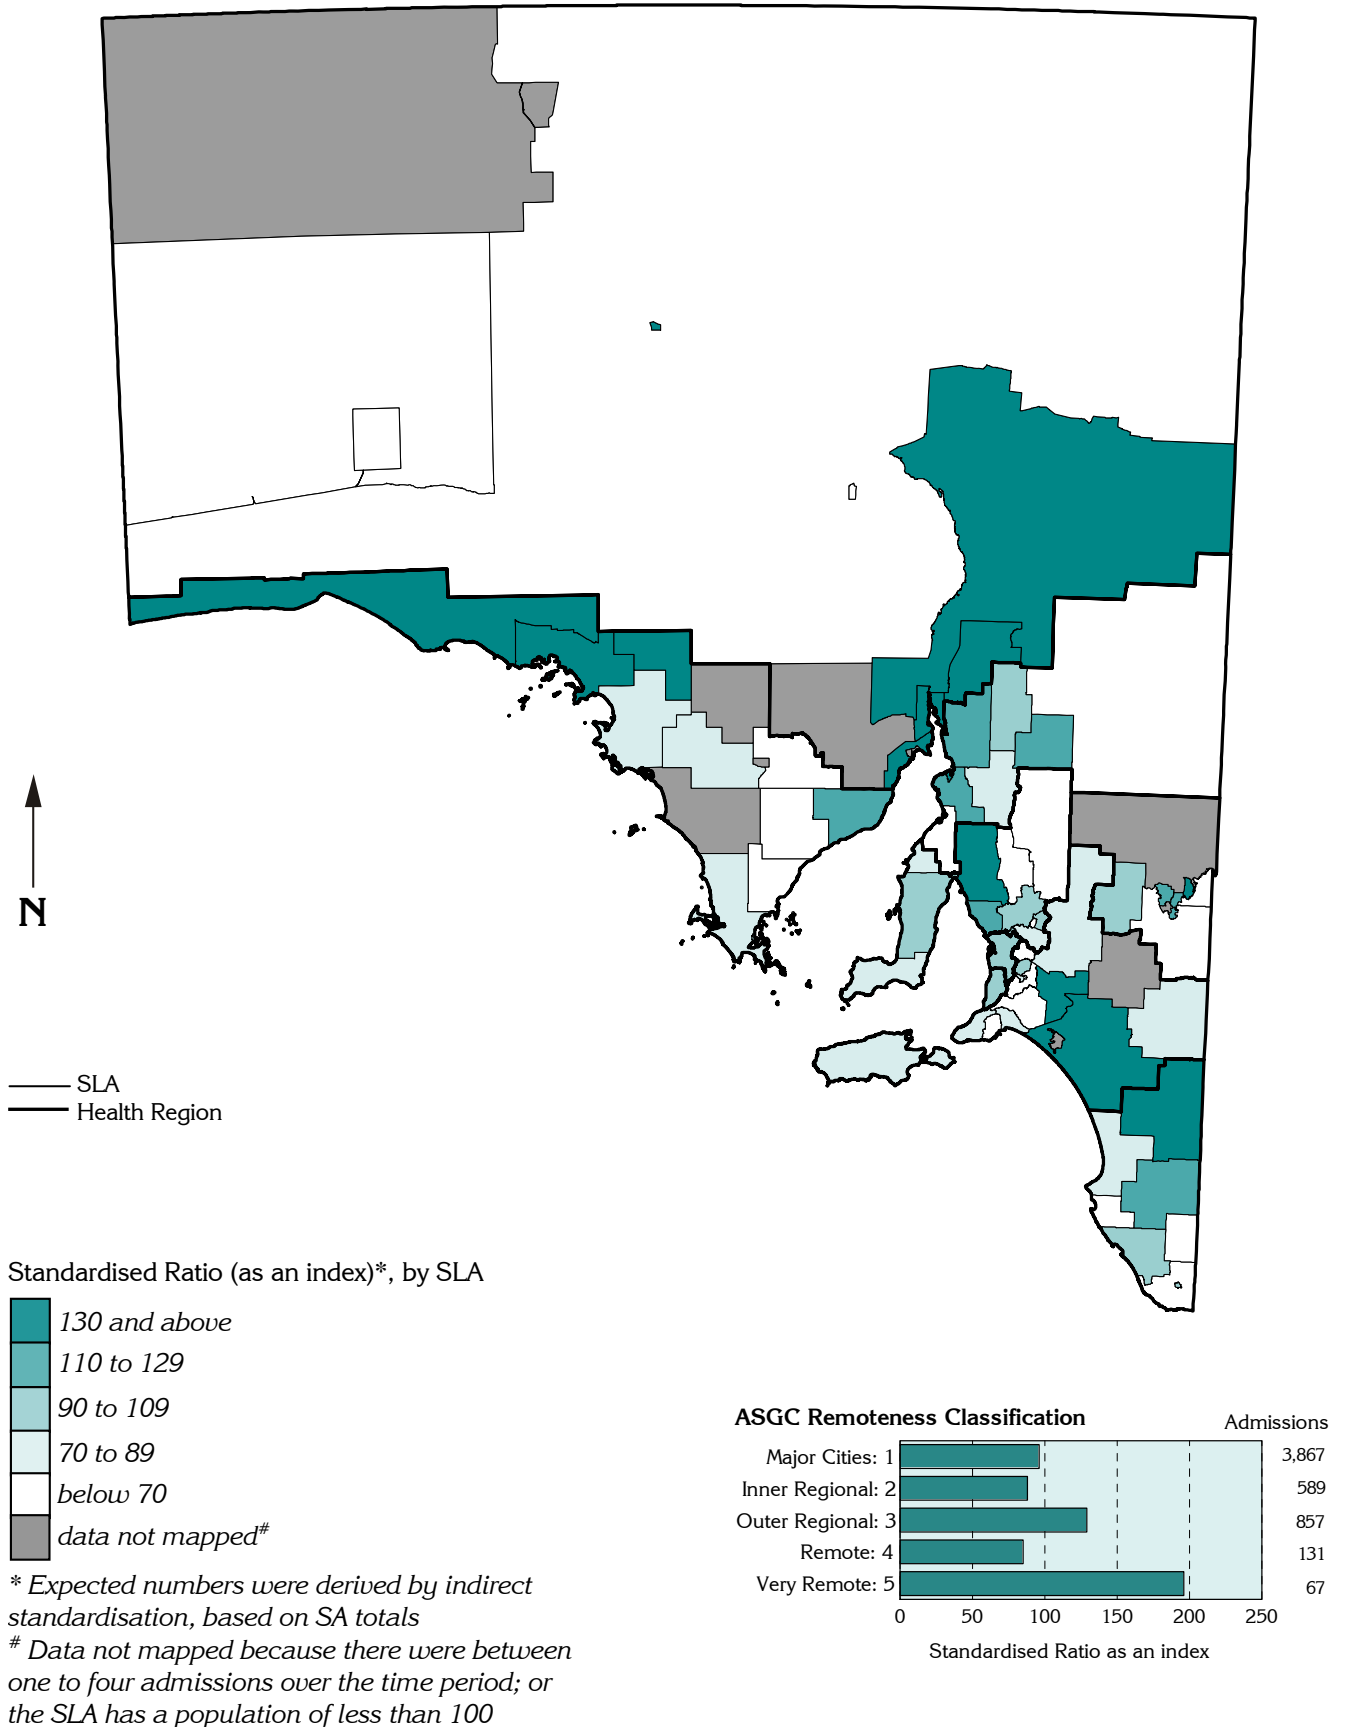 N
SLA
Health Region
Standardised Ratio (as an index)*, by SLA
130 and above
110 to 129
90 to 109
70 to 89
below 70
data not mapped#
* Expected numbers were derived by indirect
standardisation, based on SA totals
# Data not mapped because there were between
one to four admissions over the time period; or
the SLA has a population of less than 100
ASGC Remoteness Classification Admissions
Major Cities: 1 3,867
Inner Regional: 2 589
Outer Regional: 3 857
Remote: 4 131
Very Remote: 5 67
0 50 100 150 200 250
Standardised Ratio as an index